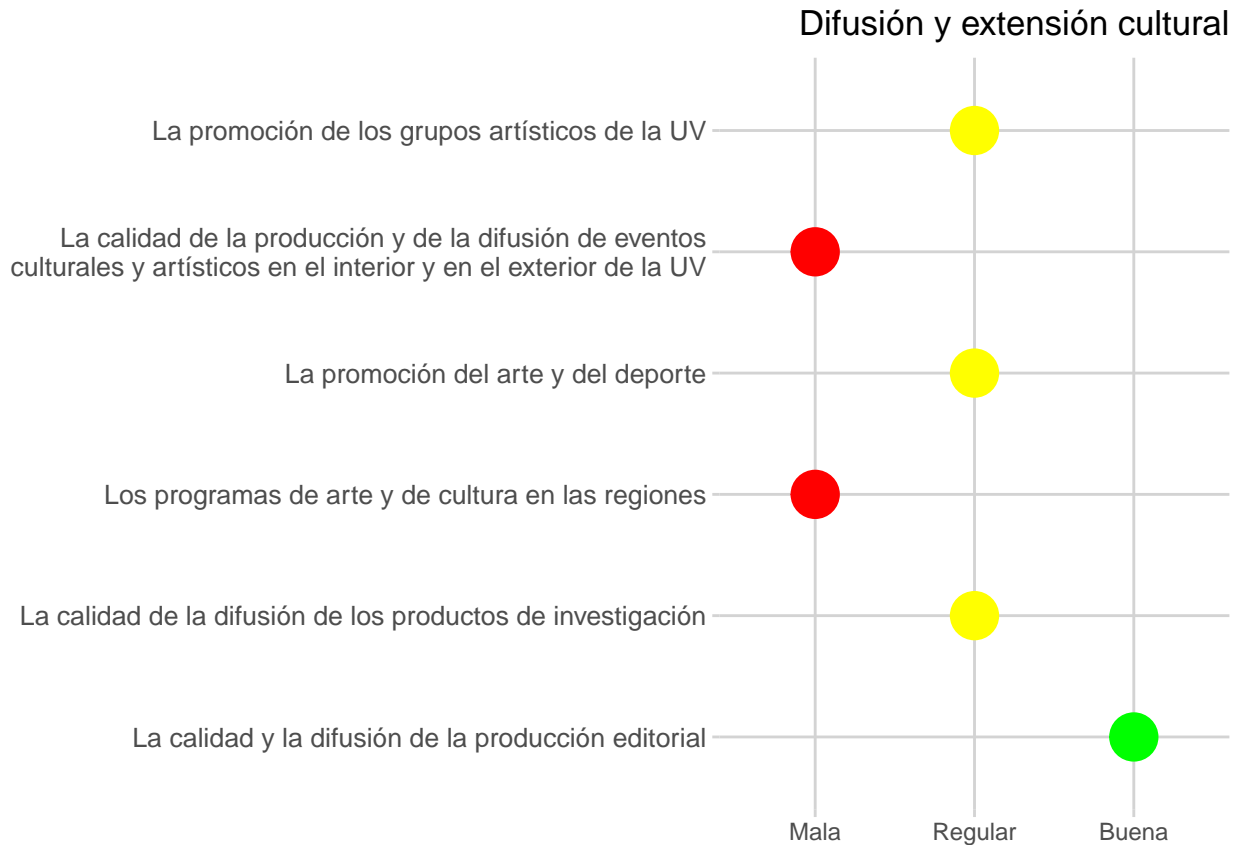 Difusión y extensión cultural
La promoción de los grupos artísticos de la UV
La calidad de la producción y de la difusión de eventos
culturales y artísticos en el interior y en el exterior de la UV
La promoción del arte y del deporte
Los programas de arte y de cultura en las regiones
La calidad de la difusión de los productos de investigación
La calidad y la difusión de la producción editorial
Mala Regular Buena